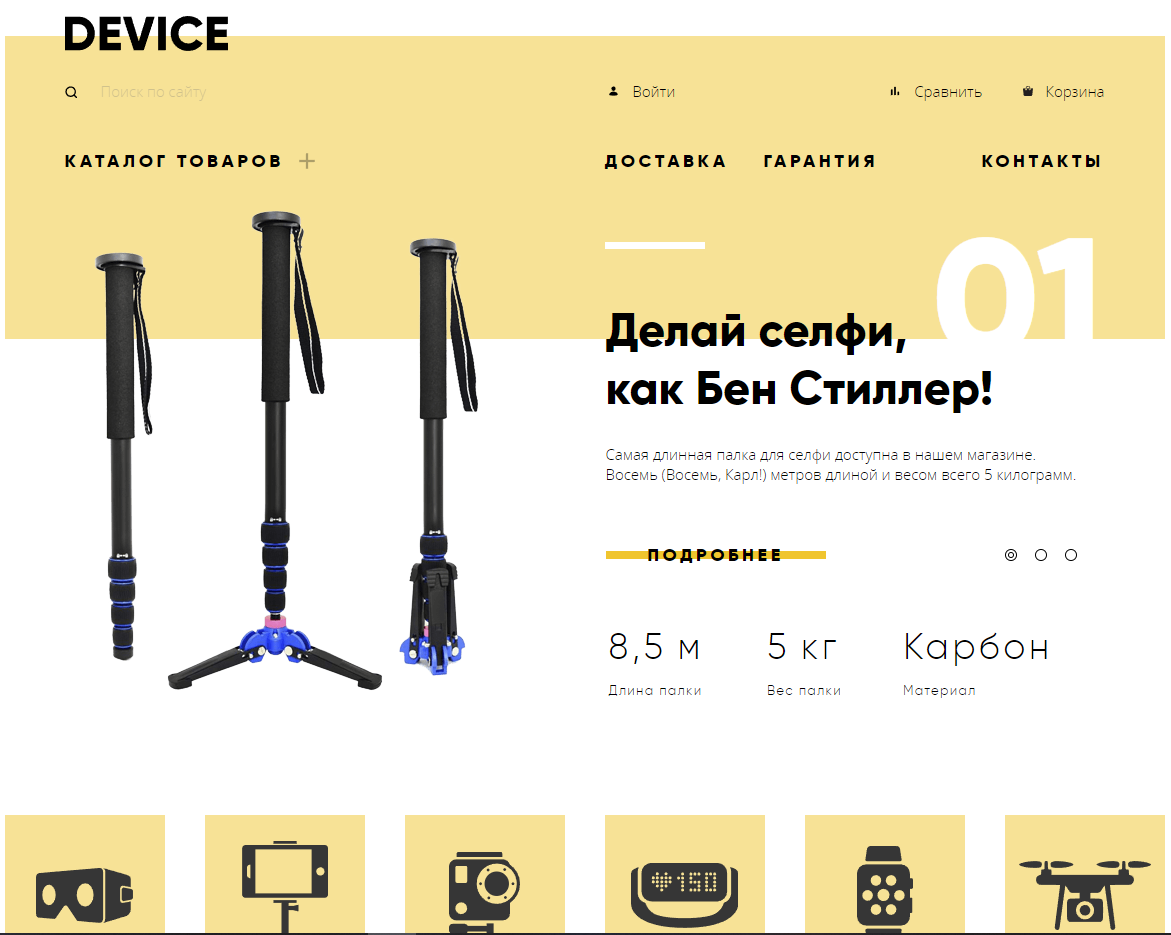 DEVICE
Поиск по сайту
Войти
Сравнить
Корзина
КАТАЛОГ ТОВАРОВ +
ДОСТАВКА
ГАРАНТИЯ
КОНТАКТЫ
01
Делай селфи,
как Бен Стиллер!
Самая длинная палка для селфи доступна в нашем магазине.
Восемь (Восемь, Карл!) метров длиной и весом всего 5 килограмм.
ПОДРОБНЕЕ
8,5 м
5 кг
Карбон
Длина палки
Вес палки
Материал
150